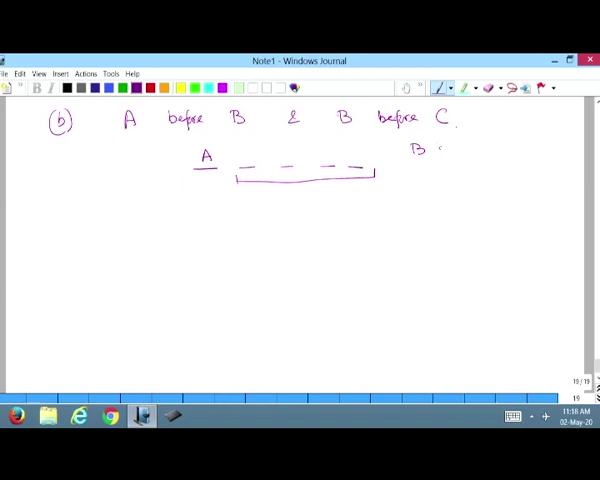 Note1 - Windows Journal
File Edit View Insert Actions Tools Help
B I
(b) A before B & B before C.
A B
19 / 19
19
11:18 AM
02-May-20